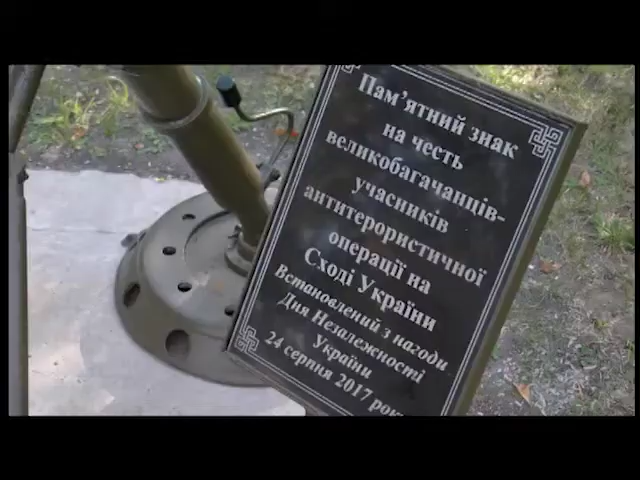 Пам’ятний знак
на честь
великобагачанців-
учасників
антитерористичної
операції на
Сході України
Встановлений з нагоди
Дня Незалежності
України
24 серпня 2017